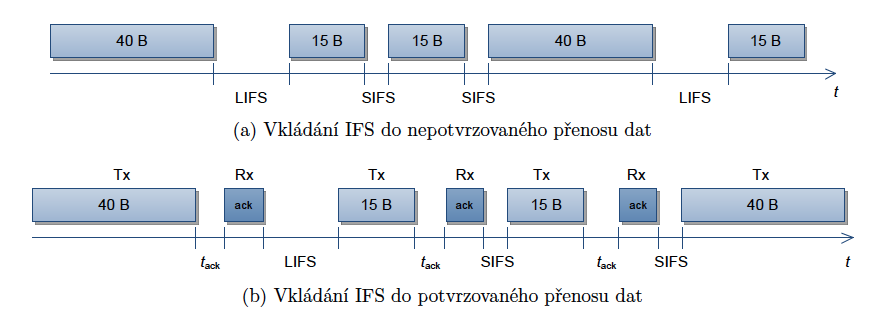 40 B 15 B 15 B 40 B 15 B
LIFS SIFS SIFS LIFS t
(a) Vkládání IFS do nepotvrzovaného přenosu dat
Tx Rx Tx Rx Tx Rx Tx
40 B ack 15 B ack 15 B ack 40 B
tack LIFS tack SIFS tack SIFS t
(b) Vkládání IFS do potvrzovaného přenosu dat